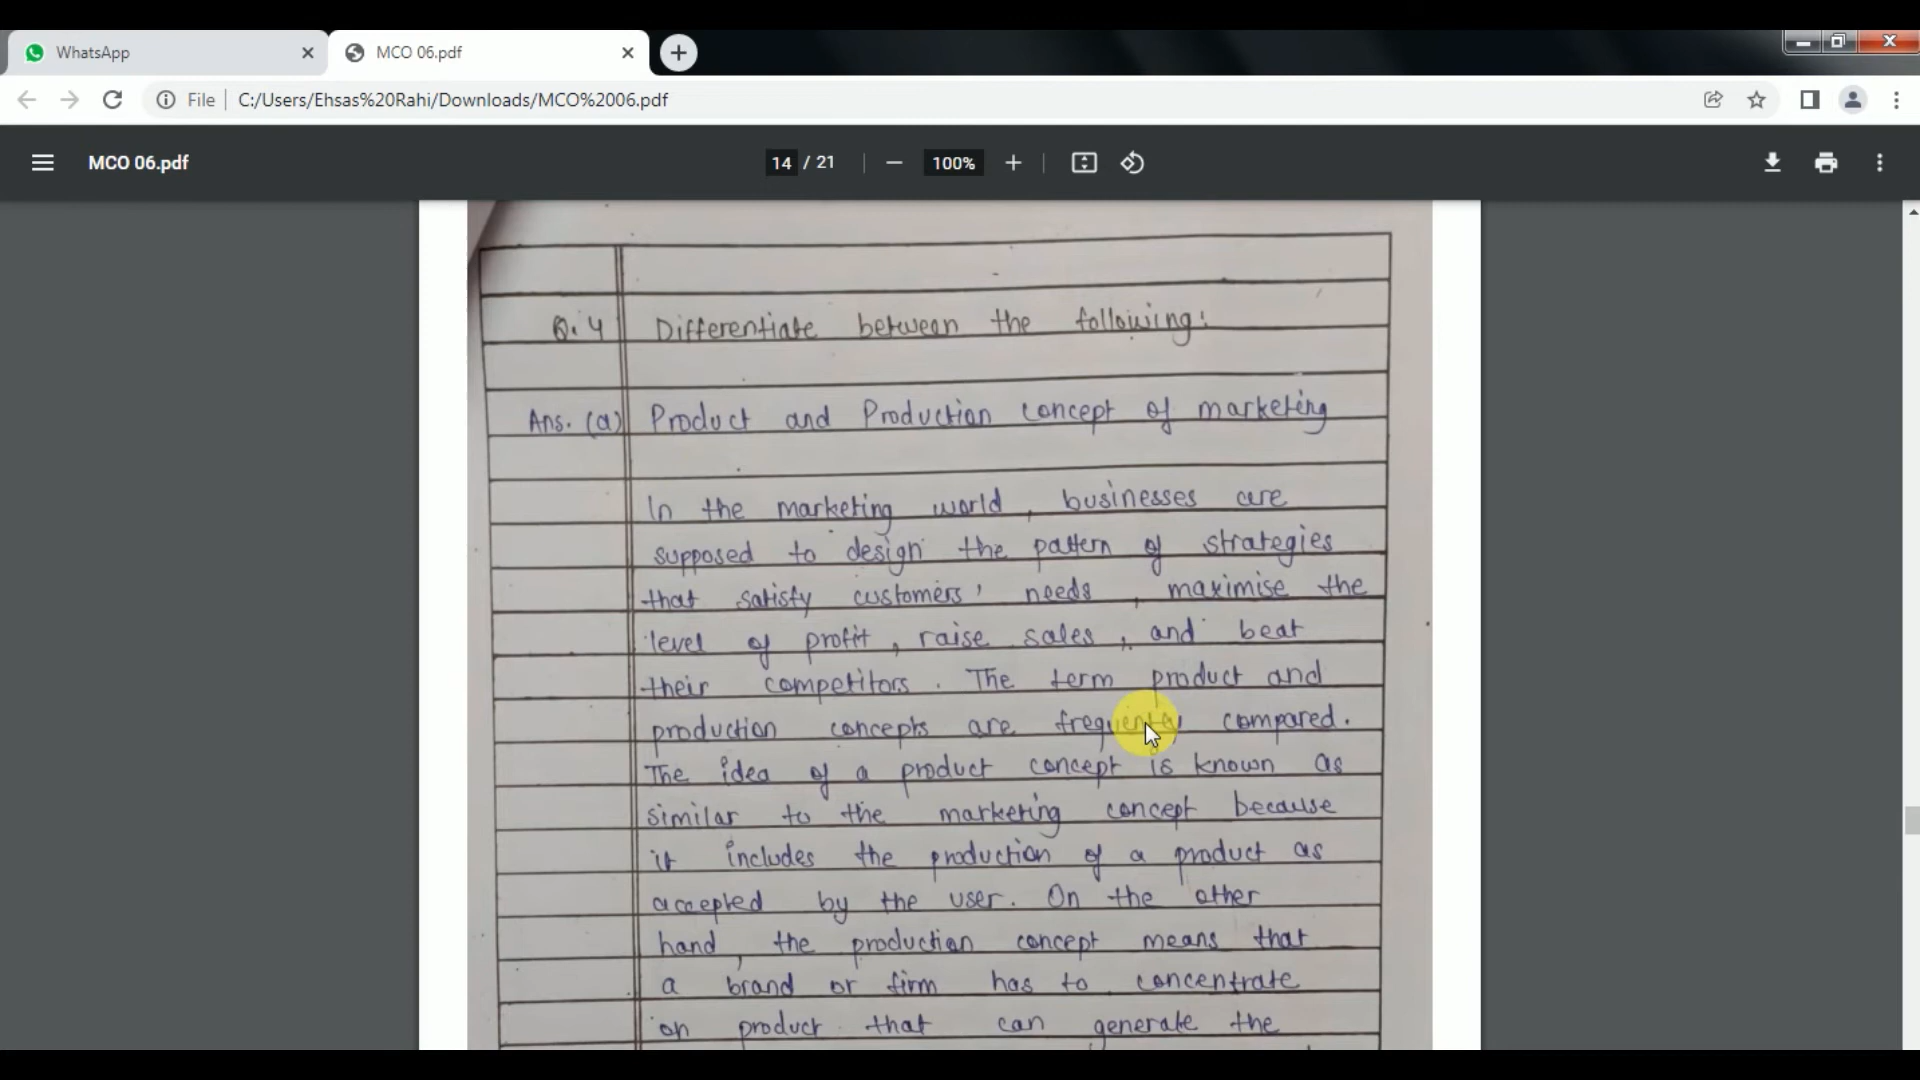 WhatsApp
MCO 06.pdf
File
C:/Users/Ehsas%20Rahi/Downloads/MCO%2006.pdf
MCO 06.pdf
14 / 21
100%
Q.4 Differentiate between the following:
Ans. (a) Product and Production concept of marketing
In the marketing world, businesses are
supposed to design the pattern of strategies
that satisfy customers' needs, maximise the
level of profit, raise sales, and beat
their competitors. The term product and
production concepts are frequently compared.
The idea of a product concept is known as
similar to the marketing concept because
it includes the production of a product as
accepted by the user. On the other
hand, the production concept means that
a brand or firm has to concentrate
on product that can generate the